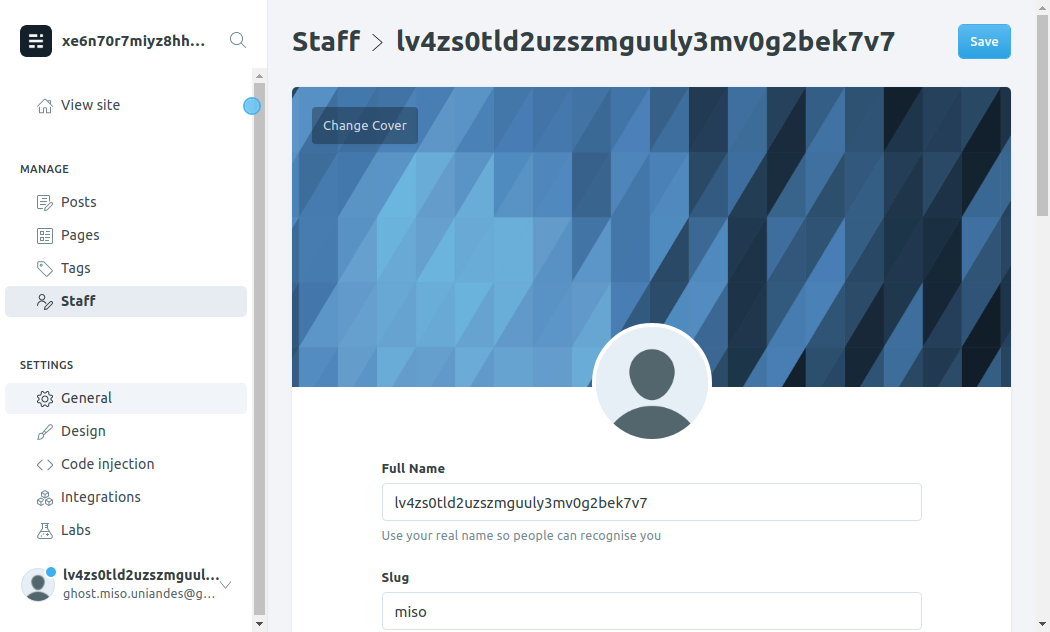 xe6n70r7miyz8hh...
View site
MANAGE
Posts
Pages
Tags
Staff
SETTINGS
General
Design
Code injection
Integrations
Labs
lv4zs0tld2uzszmguul...
ghost.miso.uniandes@g...
Staff > lv4zs0tld2uzszmguuly3mv0g2bek7v7
Save
Change Cover
Full Name
lv4zs0tld2uzszmguuly3mv0g2bek7v7
Use your real name so people can recognise you
Slug
miso